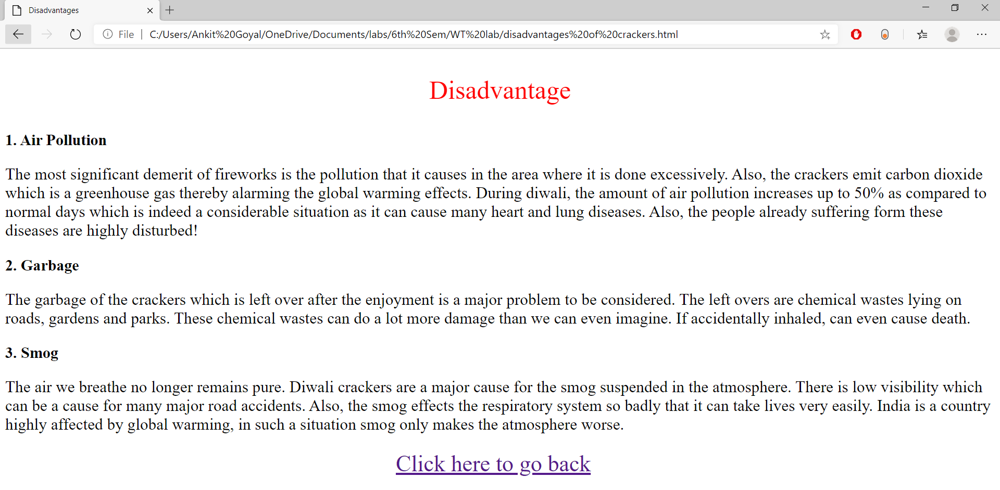 Disadvantages
File | C:/Users/Ankit%20Goyal/OneDrive/Documents/labs/6th%20Sem/WT%20lab/disadvantages%20of%20crackers.html
Disadvantage
1. Air Pollution
The most significant demerit of fireworks is the pollution that it causes in the area where it is done excessively. Also, the crackers emit carbon dioxide
which is a greenhouse gas thereby alarming the global warming effects. During diwali, the amount of air pollution increases up to 50% as compared to
normal days which is indeed a considerable situation as it can cause many heart and lung diseases. Also, the people already suffering form these
diseases are highly disturbed!
2. Garbage
The garbage of the crackers which is left over after the enjoyment is a major problem to be considered. The left overs are chemical wastes lying on
roads, gardens and parks. These chemical wastes can do a lot more damage than we can even imagine. If accidentally inhaled, can even cause death.
3. Smog
The air we breathe no longer remains pure. Diwali crackers are a major cause for the smog suspended in the atmosphere. There is low visibility which
can be a cause for many major road accidents. Also, the smog effects the respiratory system so badly that it can take lives very easily. India is a country
highly affected by global warming, in such a situation smog only makes the atmosphere worse.
Click here to go back